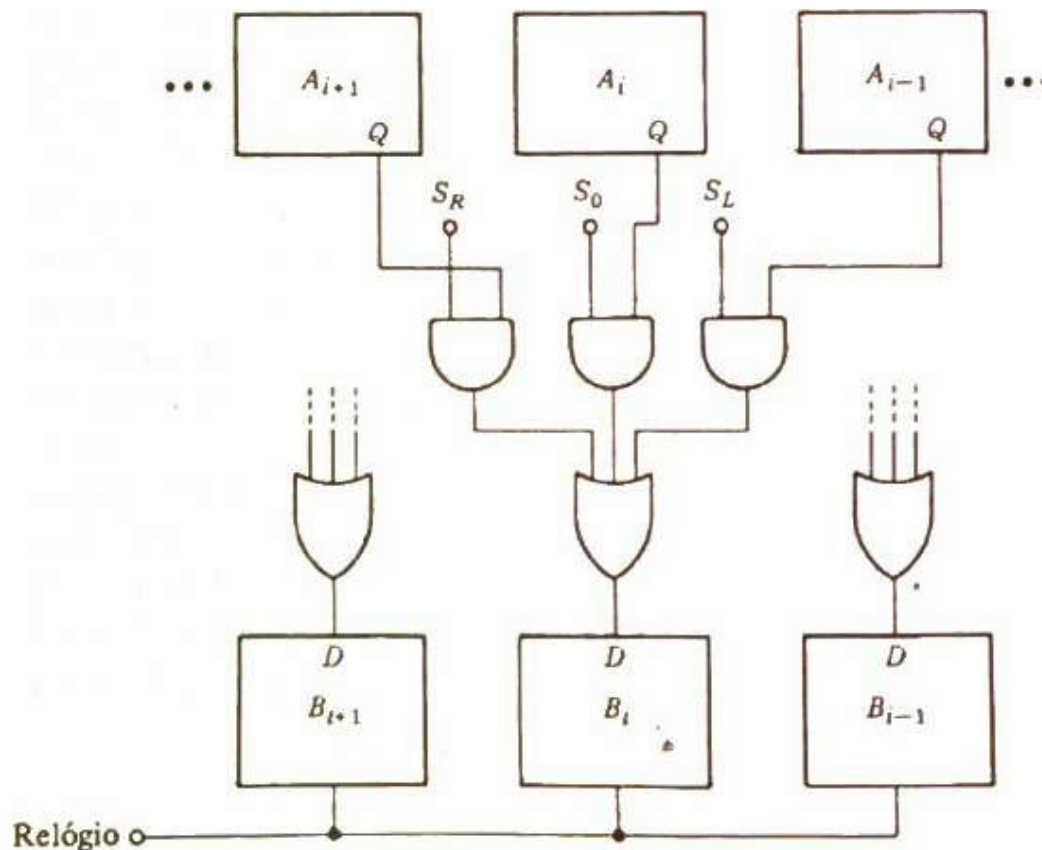 ••• A_{i+1} A_i A_{i-1} •••
Q Q Q
S_R S_0 S_L
D D D
B_{i+1} B_i B_{i-1}
Relógio